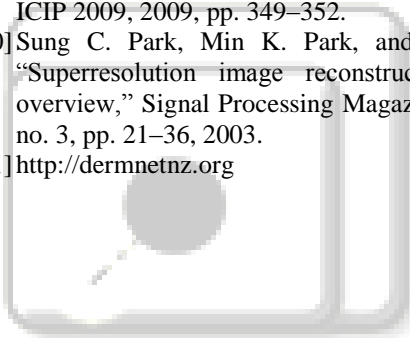 ICIP 2009, 2009, pp. 349–352.
0] Sung C. Park, Min K. Park, and
“Superresolution image reconstruc
overview,” Signal Processing Magaz
no. 3, pp. 21–36, 2003.
] http://dermnetnz.org